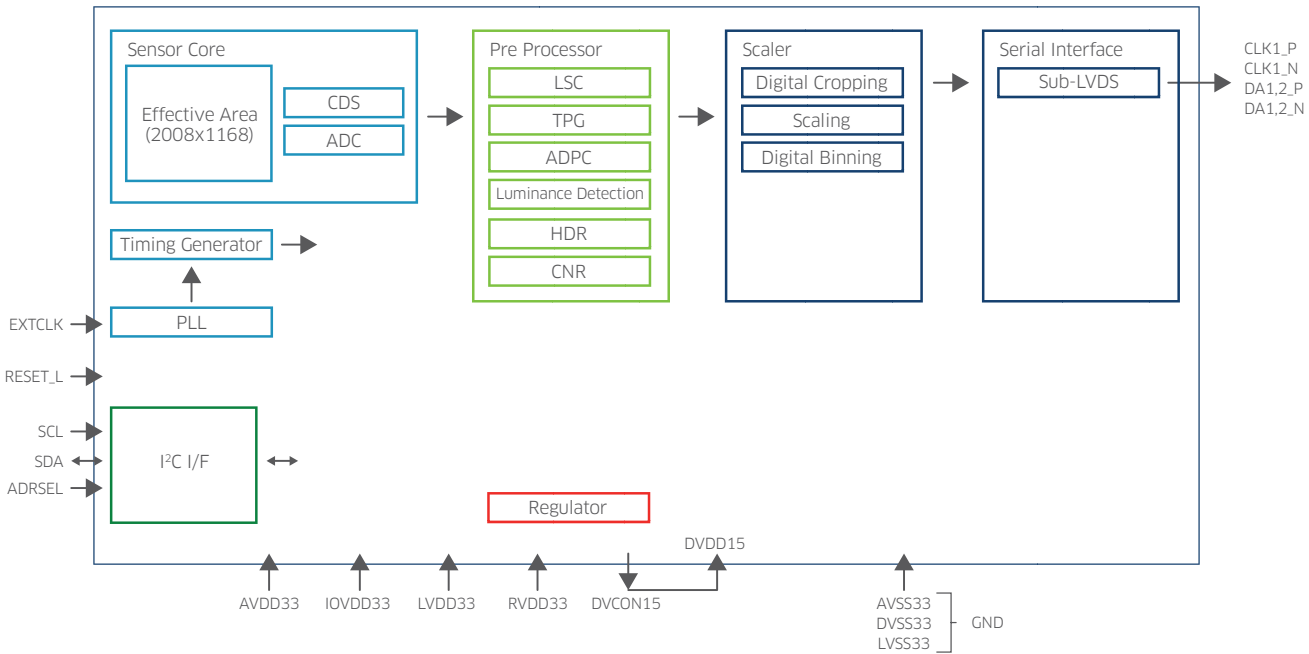 Sensor Core
Effective Area
(2008x1168)
CDS
ADC
Pre Processor
LSC
TPG
ADPC
Luminance Detection
HDR
CNR
Scaler
Digital Cropping
Scaling
Digital Binning
Serial Interface
Sub-LVDS
CLK1_P
CLK1_N
DA1,2_P
DA1,2_N
Timing Generator
PLL
EXTCLK
RESET_L
SCL
SDA
ADRSEL
I²C I/F
Regulator
DVDD15
AVDD33
IOVDD33
LVDD33
RVDD33
DVCON15
AVSS33
DVSS33
LVSS33
GND